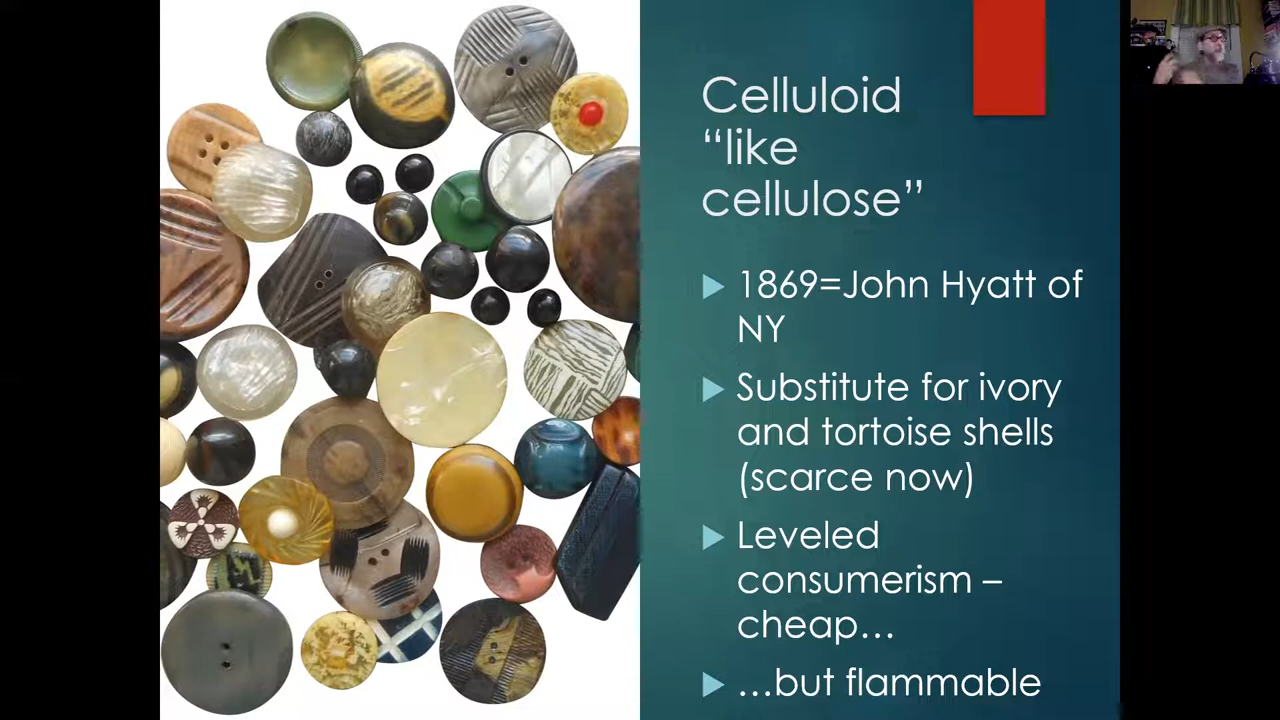 Celluloid
“like
cellulose”
1869=John Hyatt of
NY
Substitute for ivory
and tortoise shells
(scarce now)
Leveled
consumerism –
cheap…
…but flammable